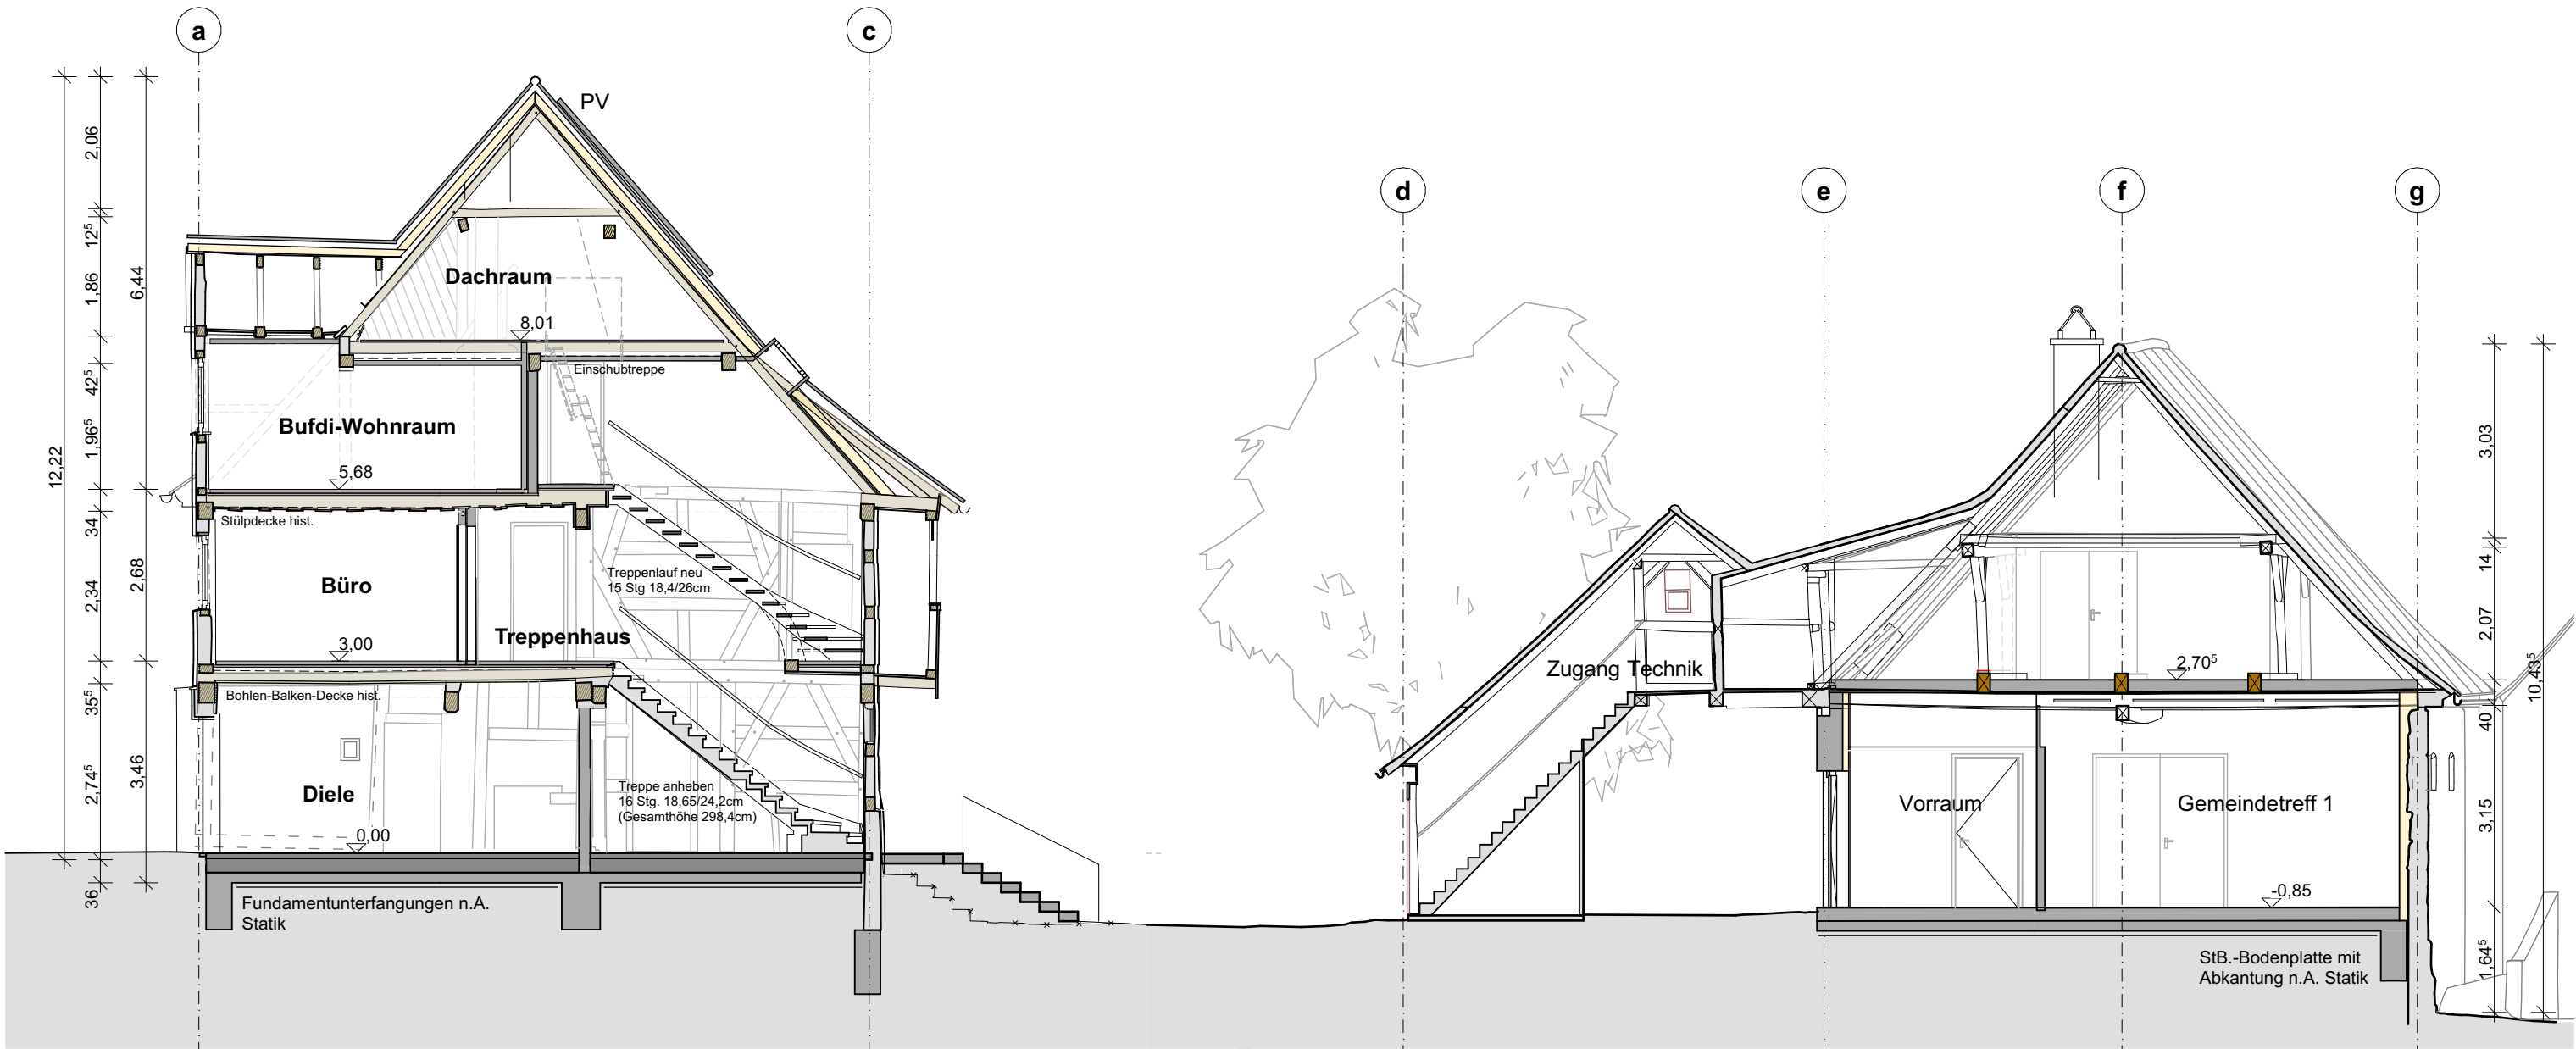 a
c
d
e
f
g
PV
2,06
12⁵
1,86
42⁵
1,96⁵
34
2,34
35⁵
2,74⁵
36
6,44
2,68
3,46
12,22
Dachraum
8,01
Einschubtreppe
Bufdi-Wohnraum
5,68
Stülpdecke hist.
Büro
Treppenlauf neu
15 Stg 18,4/26cm
Treppenhaus
3,00
Bohlen-Balken-Decke hist.
Diele
Treppe anheben
16 Stg. 18,65/24,2cm
(Gesamthöhe 298,4cm)
0,00
Fundamentunterfangungen n.A.
Statik
Zugang Technik
2,70⁵
Vorraum
Gemeindetreff 1
-0,85
StB.-Bodenplatte mit
Abkantung n.A. Statik
3,03
14
2,07
40
3,15
1,64⁵
10,43⁵